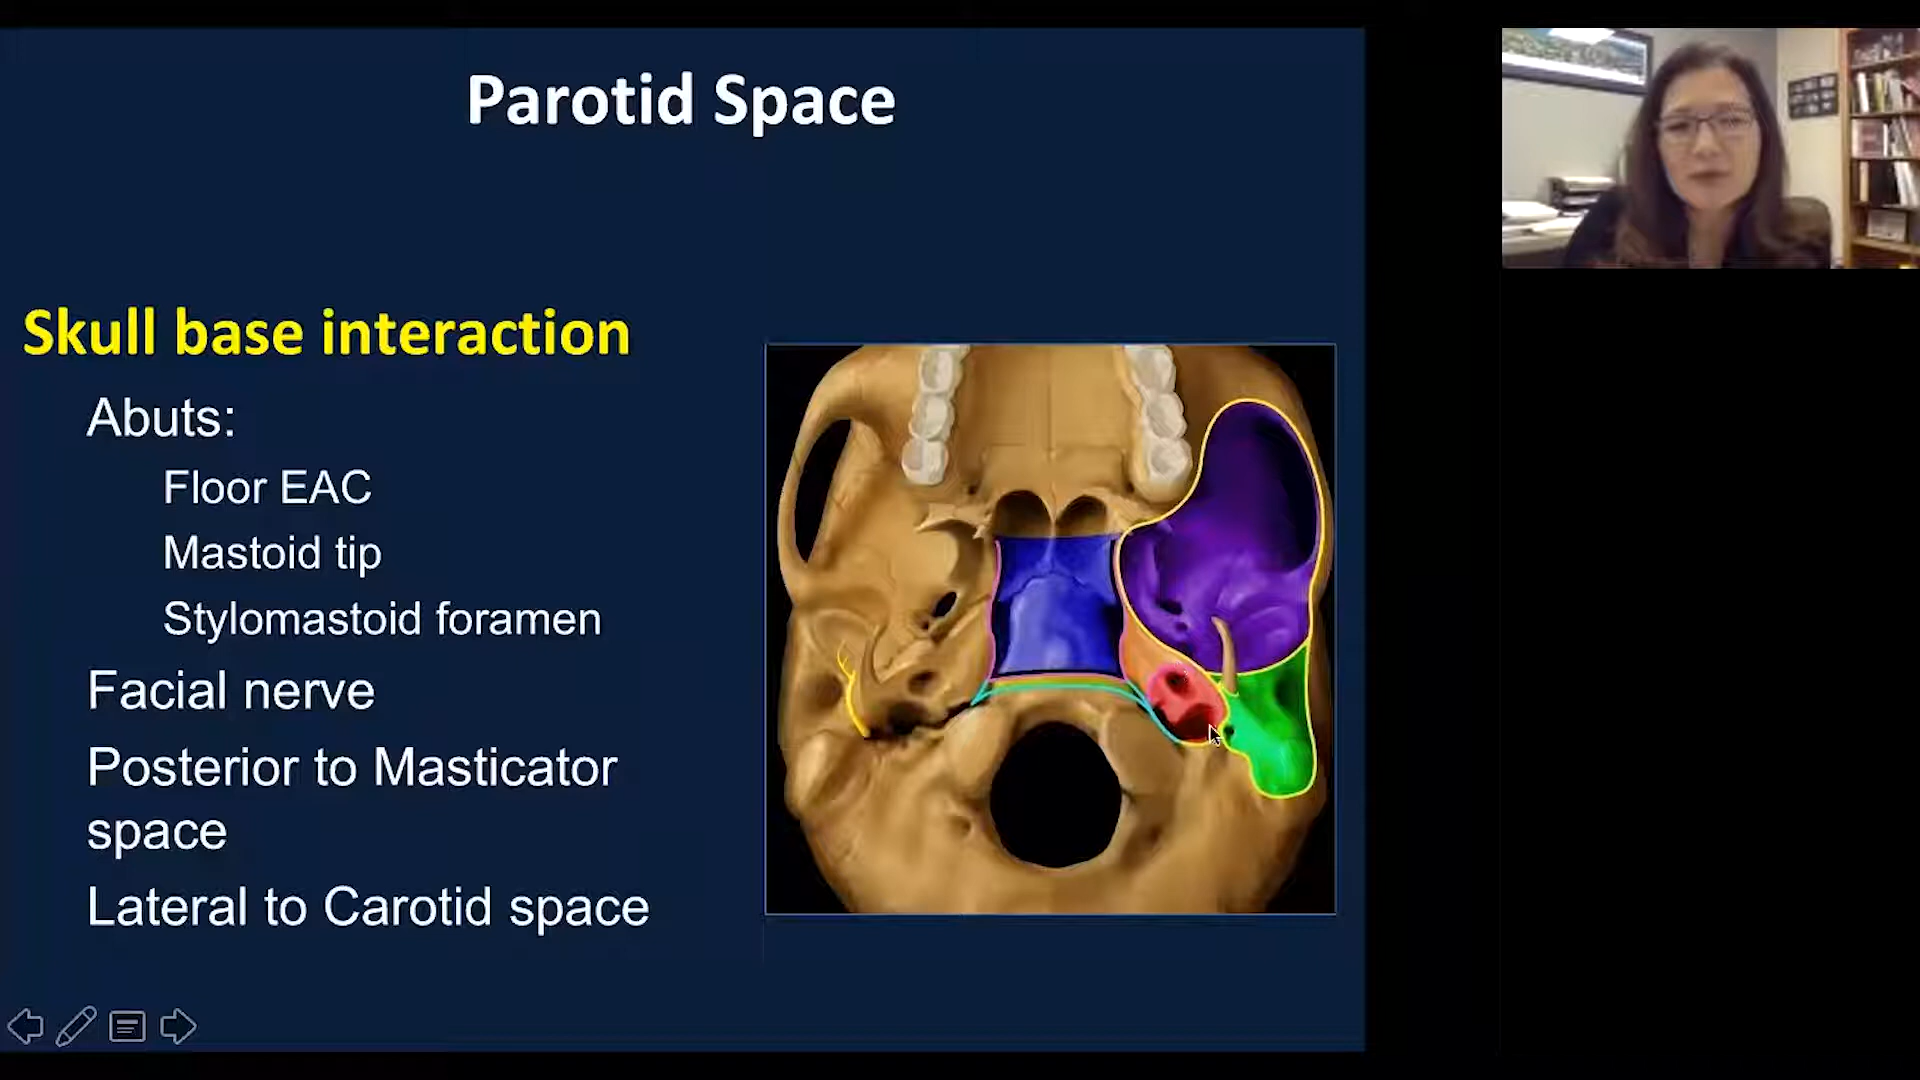 Parotid Space
Skull base interaction
Abuts:
Floor EAC
Mastoid tip
Stylomastoid foramen
Facial nerve
Posterior to Masticator
space
Lateral to Carotid space